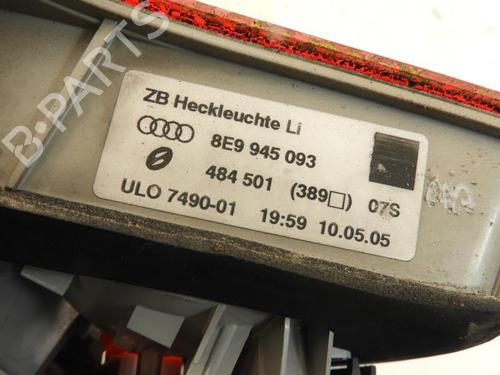 B-PARTS
ZB Heckleuchte Li
8E9 945 093
484 501 (389□) 07S
ULO 7490-01 19:59 10.05.05